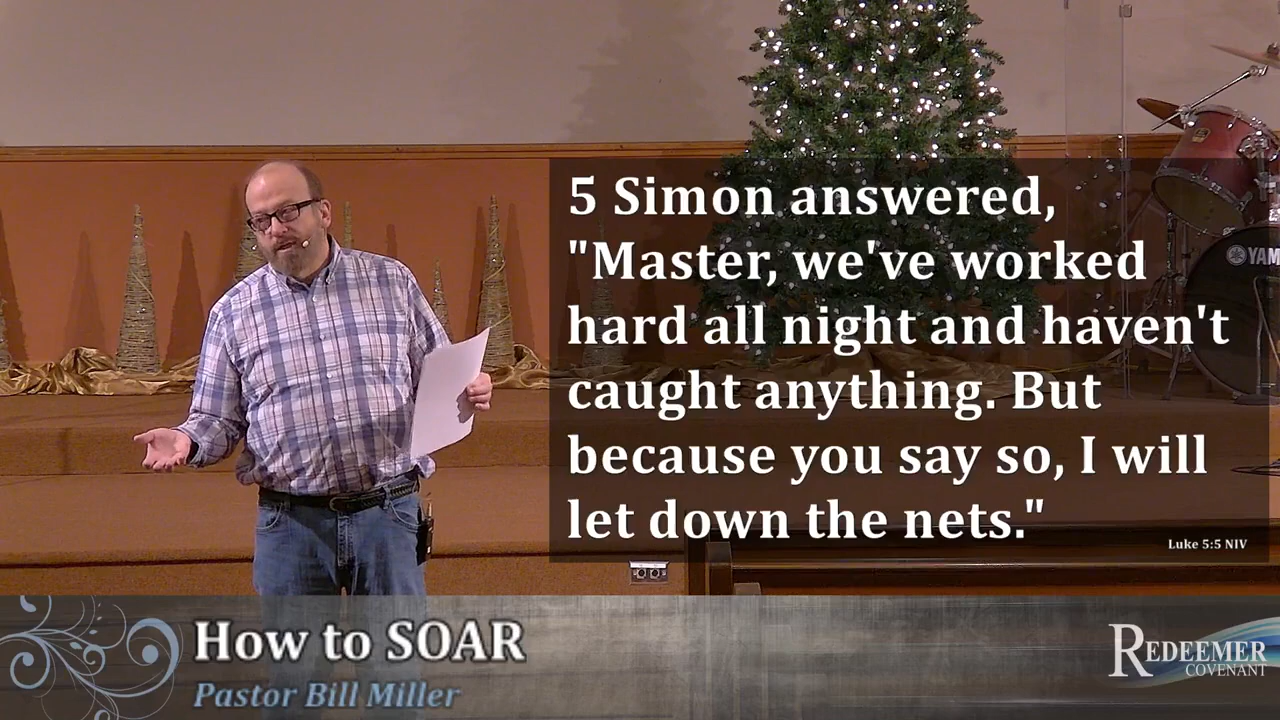 5 Simon answered,
"Master, we've worked
hard all night and haven't
caught anything. But
because you say so, I will
let down the nets."
Luke 5:5 NIV
YAM
How to SOAR
Pastor Bill Miller
REDEEMER
COVENANT